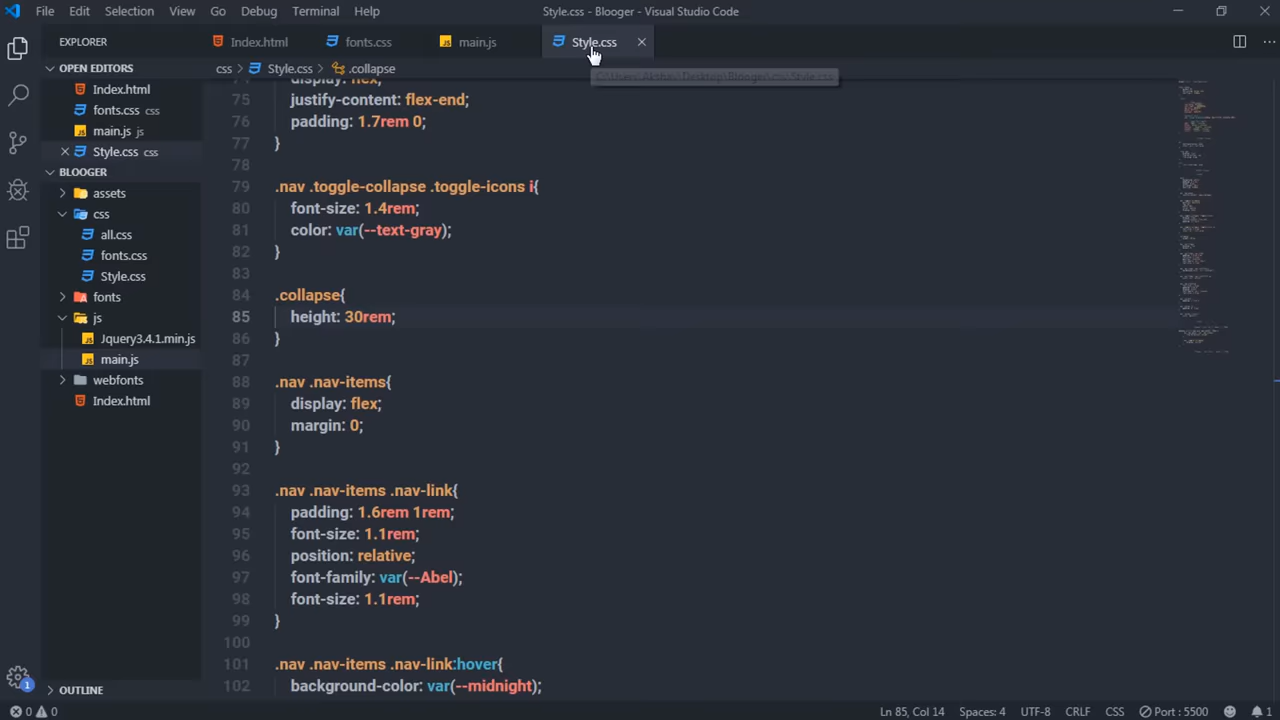 File Edit Selection View Go Debug Terminal Help
Style.css - Blooger - Visual Studio Code
EXPLORER
Index.html fonts.css main.js Style.css
OPEN EDITORS
Index.html
fonts.css css
main.js js
Style.css css
BLOOGER
assets
css
all.css
fonts.css
Style.css
fonts
js
Jquery3.4.1.min.js
main.js
webfonts
Index.html
OUTLINE
css > Style.css > .collapse
display: flex;
75 justify-content: flex-end;
76 padding: 1.7rem 0;
77 }
78
79 .nav .toggle-collapse .toggle-icons i{
80 font-size: 1.4rem;
81 color: var(--text-gray);
82 }
83
84 .collapse{
85 height: 30rem;
86 }
87
88 .nav .nav-items{
89 display: flex;
90 margin: 0;
91 }
92
93 .nav .nav-items .nav-link{
94 padding: 1.6rem 1rem;
95 font-size: 1.1rem;
96 position: relative;
97 font-family: var(--Abel);
98 font-size: 1.1rem;
99 }
100
101 .nav .nav-items .nav-link:hover{
102 background-color: var(--midnight);
1
0 0 Ln 85, Col 14 Spaces: 4 UTF-8 CRLF CSS Port : 5500 1